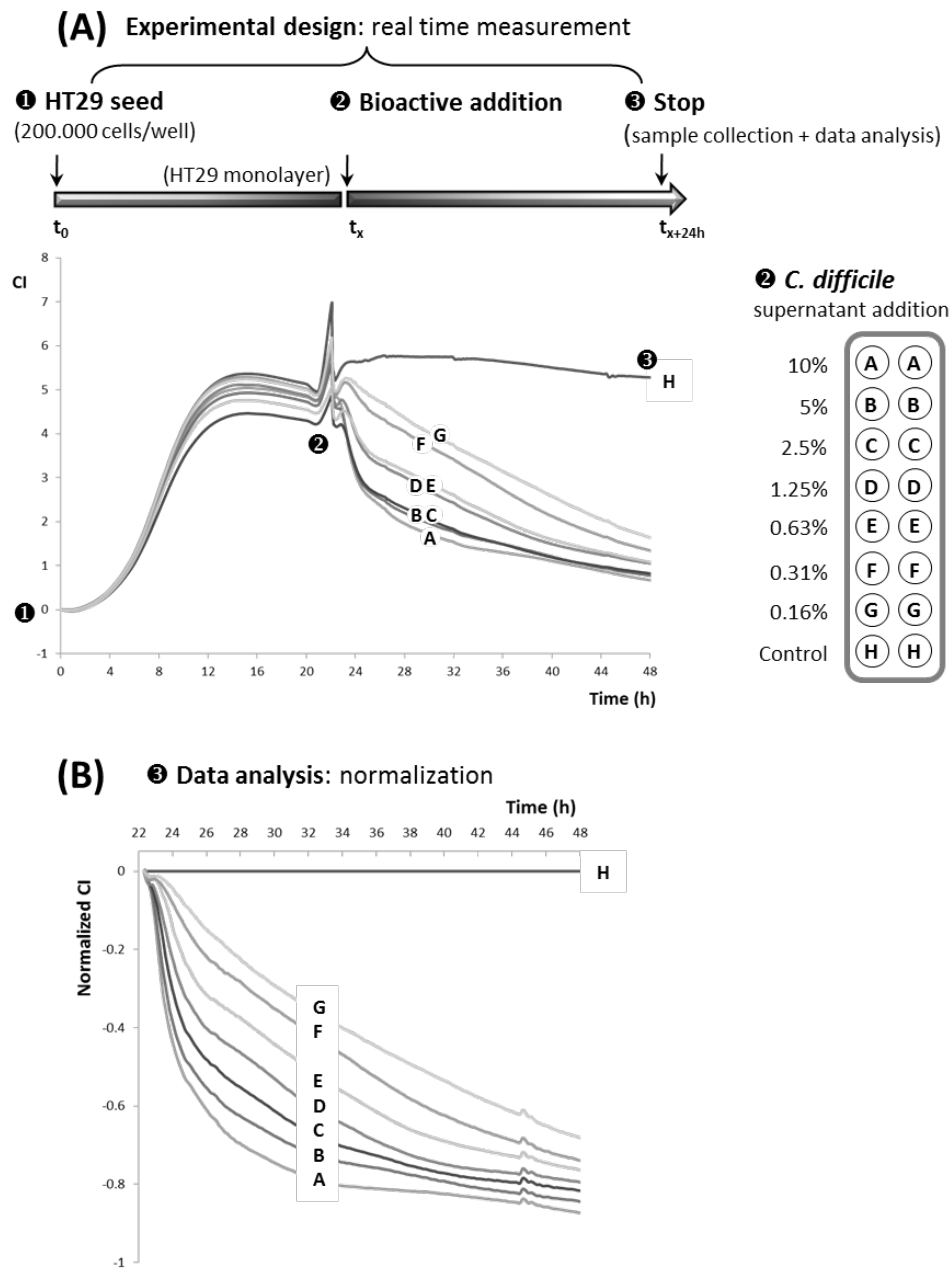 (A) Experimental design: real time measurement
❶ HT29 seed ❷ Bioactive addition ❸ Stop
(200.000 cells/well) (sample collection + data analysis)
(HT29 monolayer)
t0 tx tx+24h
CI
8
7
6
5
4
3
2
1
0
-1
❶
❷
❸
H
G
F
D E
B C
A
0 4 8 12 16 20 24 28 32 36 40 44 48
Time (h)
❷ C. difficile
supernatant addition
10% A A
5% B B
2.5% C C
1.25% D D
0.63% E E
0.31% F F
0.16% G G
Control H H
(B) ❸ Data analysis: normalization
Time (h)
22 24 26 28 30 32 34 36 38 40 42 44 46 48
Normalized CI
0
-0.2
-0.4
-0.6
-0.8
-1
H
G
F
E
D
C
B
A